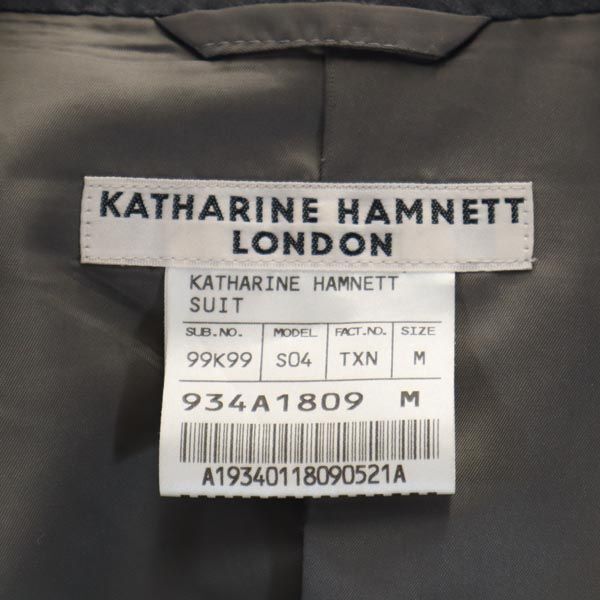 KATHARINE HAMNETT
LONDON
KATHARINE HAMNETT
SUIT
SUB.NO. MODEL FACT.NO. SIZE
99K99 S04 TXN M
934A1809 M
A19340118090521A